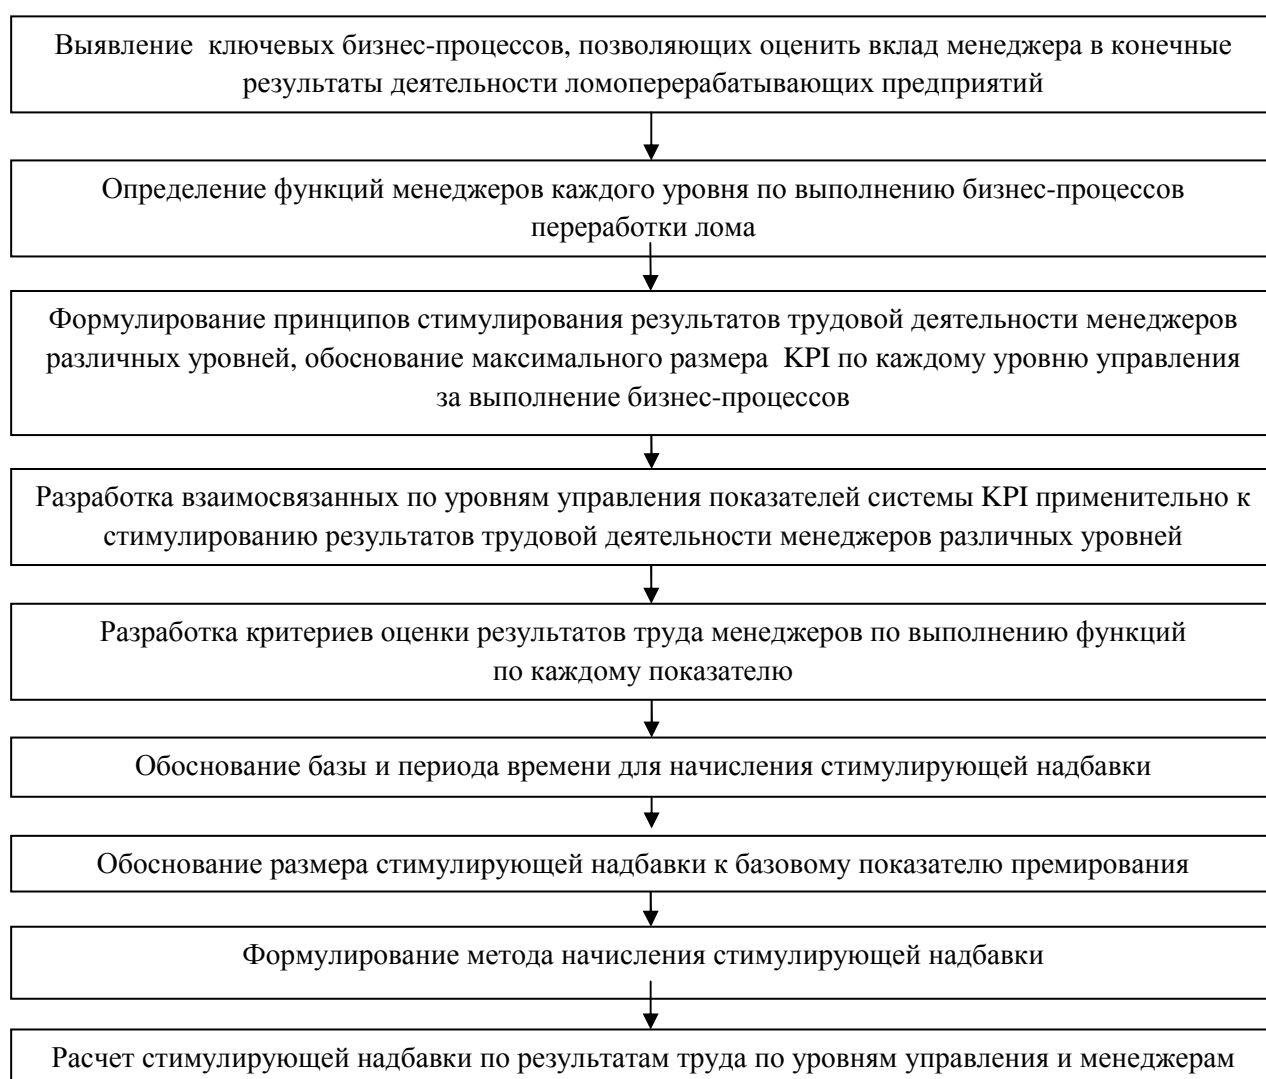 Выявление ключевых бизнес-процессов, позволяющих оценить вклад менеджера в конечные
результаты деятельности ломоперерабатывающих предприятий
Определение функций менеджеров каждого уровня по выполнению бизнес-процессов
переработки лома
Формулирование принципов стимулирования результатов трудовой деятельности менеджеров
различных уровней, обоснование максимального размера KPI по каждому уровню управления
за выполнение бизнес-процессов
Разработка взаимосвязанных по уровням управления показателей системы KPI применительно к
стимулированию результатов трудовой деятельности менеджеров различных уровней
Разработка критериев оценки результатов труда менеджеров по выполнению функций
по каждому показателю
Обоснование базы и периода времени для начисления стимулирующей надбавки
Обоснование размера стимулирующей надбавки к базовому показателю премирования
Формулирование метода начисления стимулирующей надбавки
Расчет стимулирующей надбавки по результатам труда по уровням управления и менеджерам